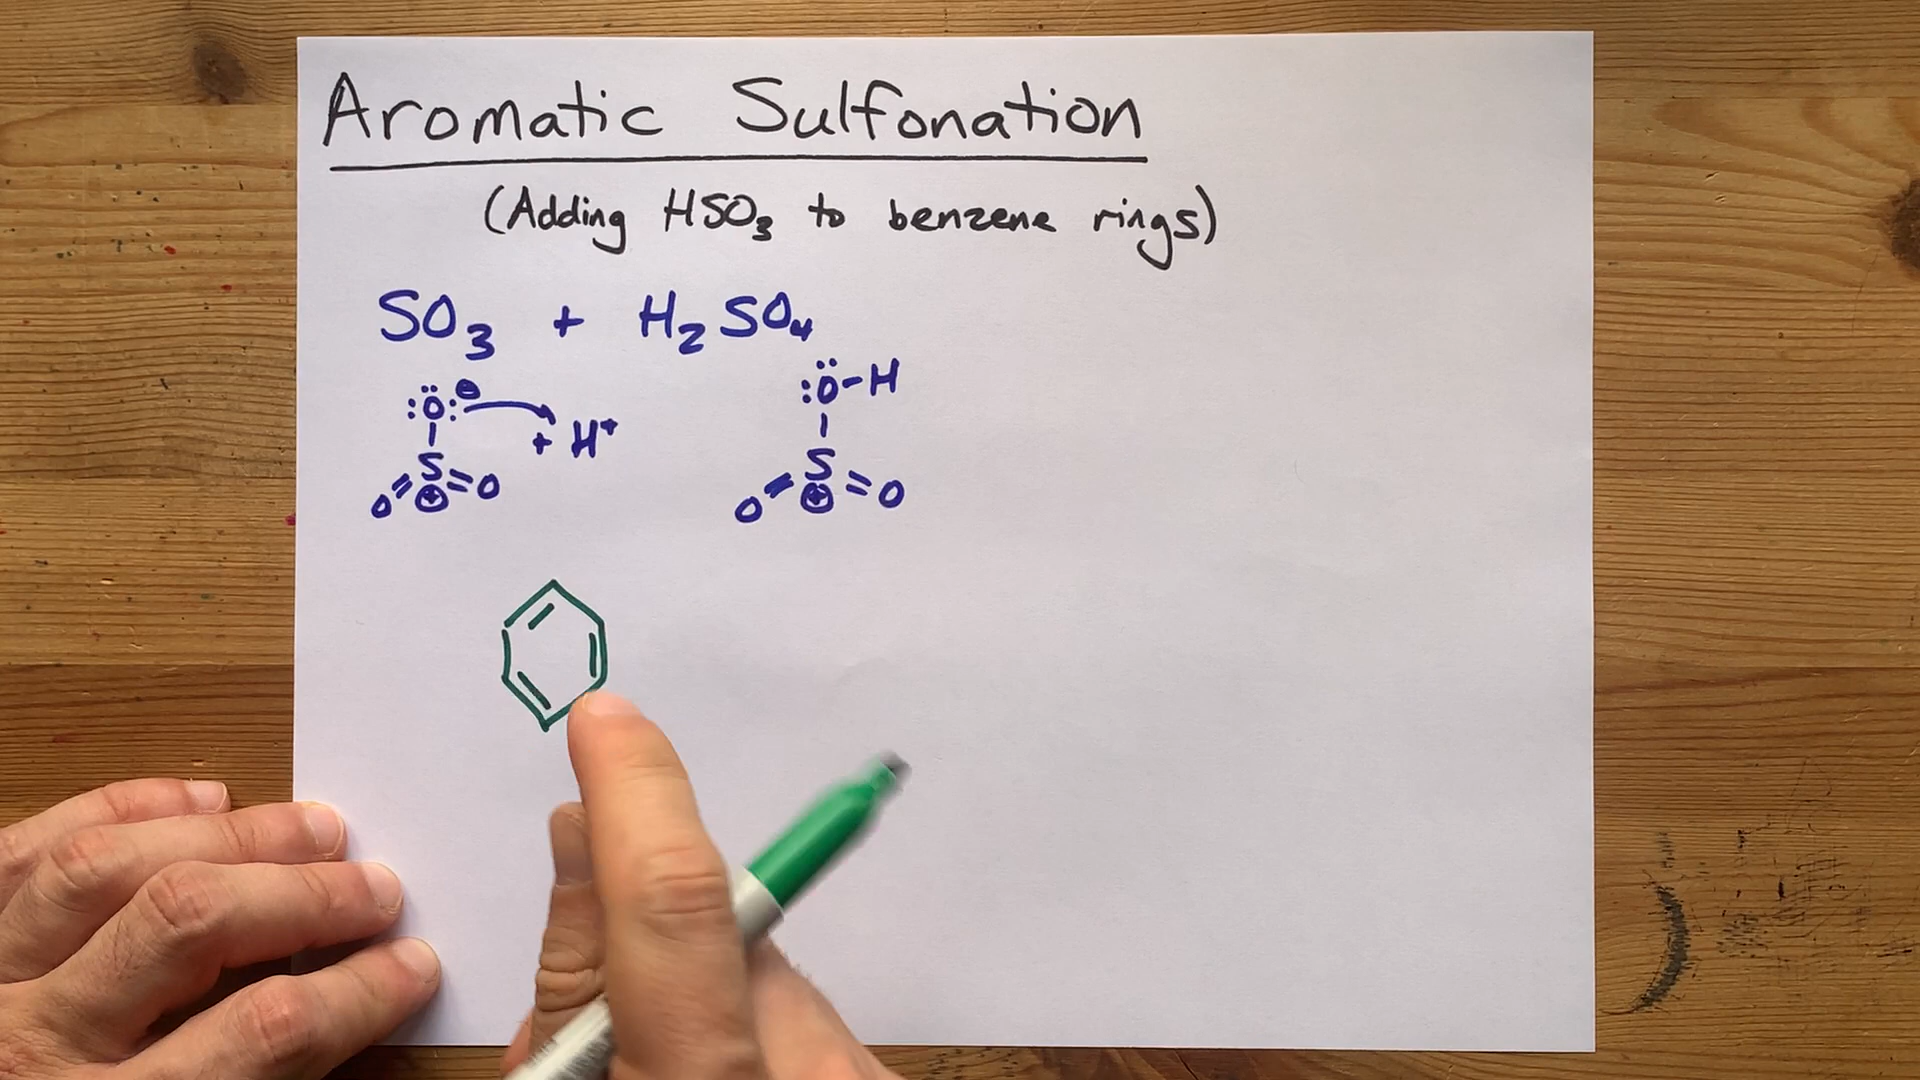 Aromatic Sulfonation
(Adding HSO₃ to benzene rings)
SO₃ + H₂SO₄
:Ö:⊖ + H⁺
S⊕
O=S=O
:Ö-H
S⊕
O=S=O